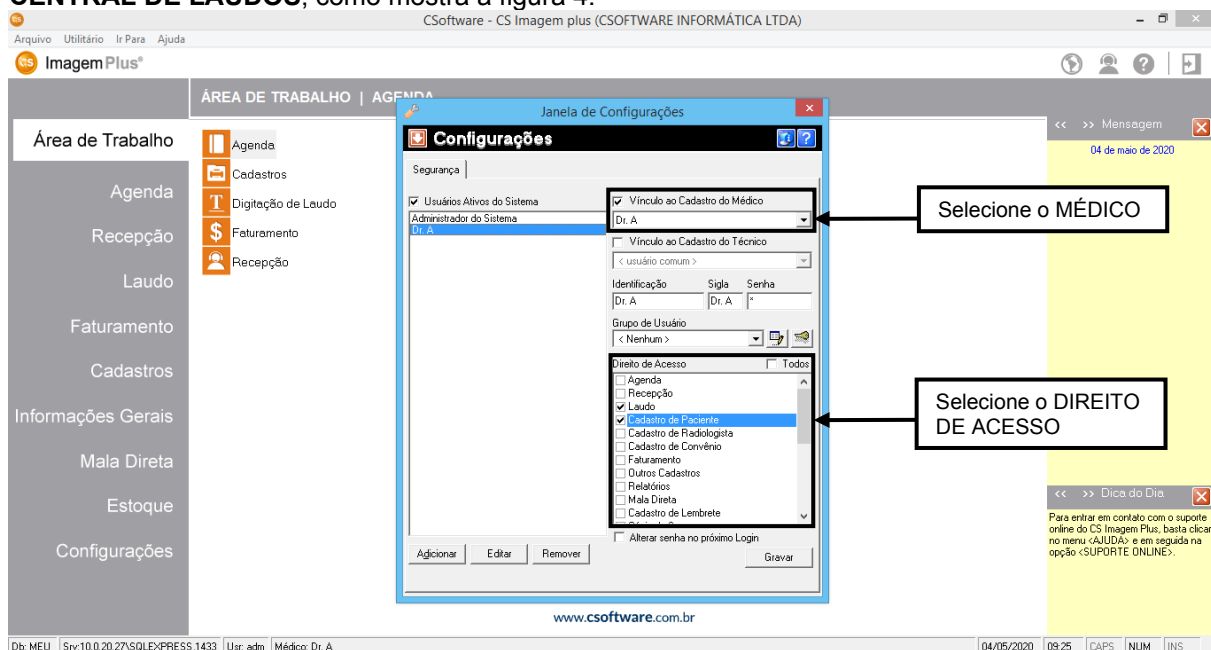 CENTRAL DE LAUDOS, como mostra a figura 4.
CSoftware - CS Imagem plus (CSOFTWARE INFORMÁTICA LTDA)
Arquivo Utilitário Ir Para Ajuda
cs ImagemPlus®
ÁREA DE TRABALHO | AGENDA
Janela de Configurações
Configurações
<< >> Mensagem
04 de maio de 2020
Área de Trabalho
Agenda
Recepção
Laudo
Faturamento
Cadastros
Informações Gerais
Mala Direta
Estoque
Configurações
Agenda
Cadastros
Digitação de Laudo
Faturamento
Recepção
Segurança
Usuários Ativos do Sistema
Administrador do Sistema
Dr. A
Vínculo ao Cadastro do Médico
Dr. A
Vínculo ao Cadastro do Técnico
< usuário comum >
Identificação Sigla Senha
Dr. A Dr. A *
Grupo de Usuário
< Nenhum >
Direito de Acesso Todos
Agenda
Recepção
Laudo
Cadastro de Paciente
Cadastro de Radiologista
Cadastro de Convênio
Faturamento
Outros Cadastros
Relatórios
Mala Direta
Cadastro de Lembrete
Alterar senha no próximo Login
Adicionar Editar Remover
Gravar
Selecione o MÉDICO
Selecione o DIREITO
DE ACESSO
<< >> Dica do Dia
Para entrar em contato com o suporte
online do CS Imagem Plus, basta clicar
no menu <AJUDA> e em seguida na
opção <SUPORTE ONLINE>.
www.csoftware.com.br
Db: MEU Srv:10.0.20.27\SQLEXPRESS,1433 Usr: adm Médico: Dr. A 04/05/2020 09:25 CAPS NUM INS